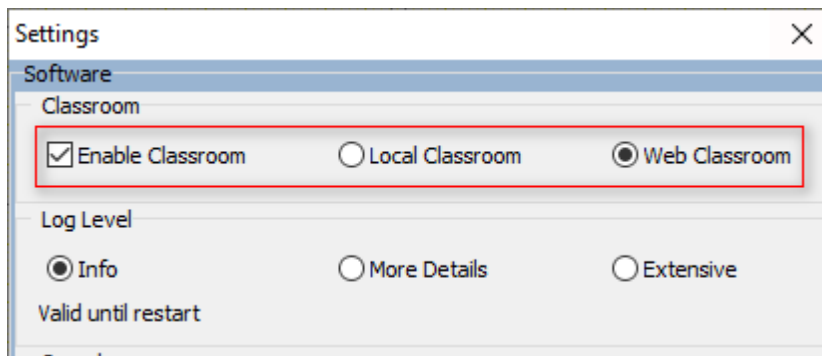 Settings
Software
Classroom
Enable Classroom Local Classroom Web Classroom
Log Level
Info More Details Extensive
Valid until restart